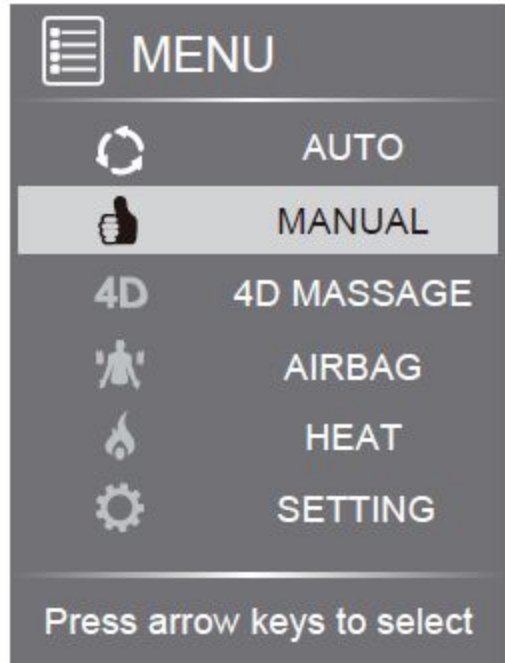 MENU
AUTO
MANUAL
4D 4D MASSAGE
AIRBAG
HEAT
SETTING
Press arrow keys to select